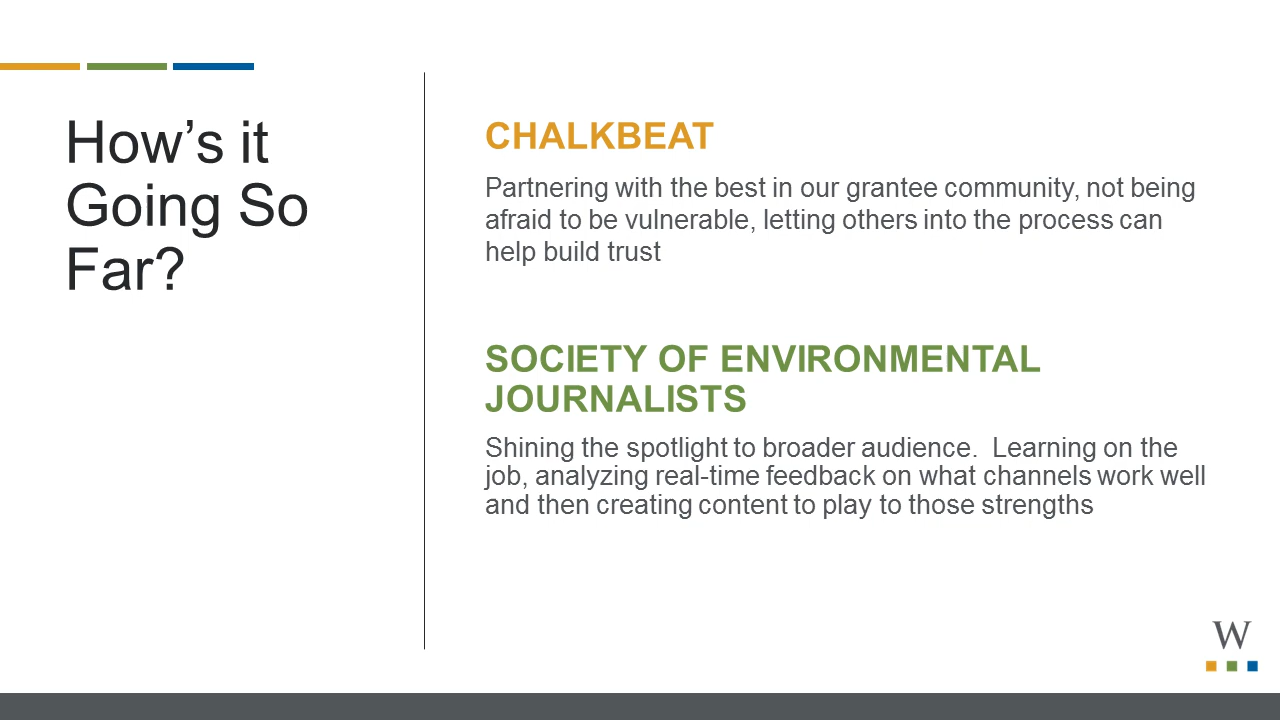 How’s it
Going So
Far?
CHALKBEAT
Partnering with the best in our grantee community, not being
afraid to be vulnerable, letting others into the process can
help build trust
SOCIETY OF ENVIRONMENTAL
JOURNALISTS
Shining the spotlight to broader audience.  Learning on the
job, analyzing real-time feedback on what channels work well
and then creating content to play to those strengths
W